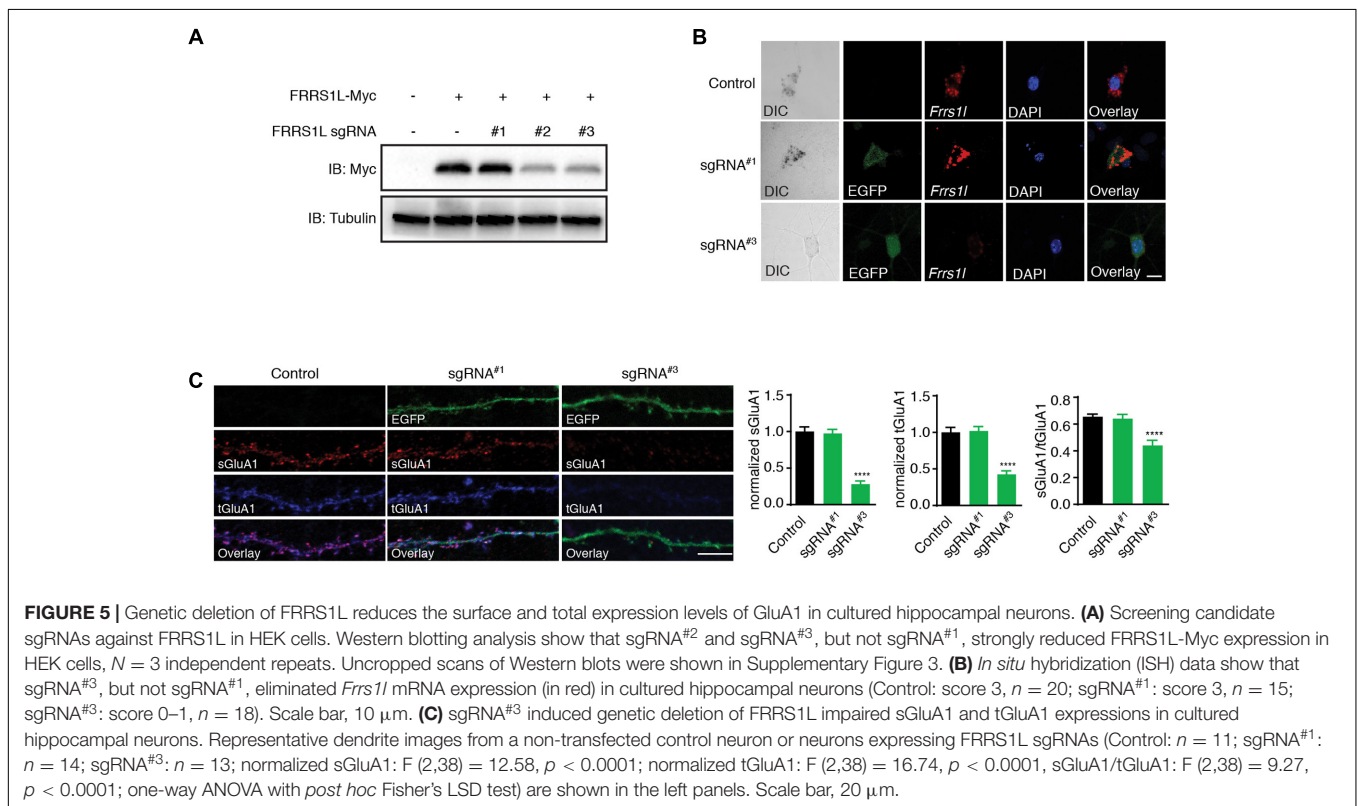 A
FRRS1L-Myc - + + + +
FRRS1L sgRNA - - #1 #2 #3
IB: Myc
IB: Tubulin
B
Control
DIC Frrs1l DAPI Overlay
sgRNA#1
DIC EGFP Frrs1l DAPI Overlay
sgRNA#3
DIC EGFP Frrs1l DAPI Overlay
C
Control sgRNA#1 sgRNA#3
EGFP EGFP
sGluA1 sGluA1 sGluA1
tGluA1 tGluA1 tGluA1
Overlay Overlay Overlay
normalized sGluA1
1.5
1.0
0.5
0.0
****
Control
sgRNA#1
sgRNA#3
normalized tGluA1
1.5
1.0
0.5
0.0
****
Control
sgRNA#1
sgRNA#3
sGluA1/tGluA1
0.8
0.6
0.4
0.2
0.0
****
Control
sgRNA#1
sgRNA#3
FIGURE 5 | Genetic deletion of FRRS1L reduces the surface and total expression levels of GluA1 in cultured hippocampal neurons. (A) Screening candidate
sgRNAs against FRRS1L in HEK cells. Western blotting analysis show that sgRNA#2 and sgRNA#3, but not sgRNA#1, strongly reduced FRRS1L-Myc expression in
HEK cells, N = 3 independent repeats. Uncropped scans of Western blots were shown in Supplementary Figure 3. (B) In situ hybridization (ISH) data show that
sgRNA#3, but not sgRNA#1, eliminated Frrs1l mRNA expression (in red) in cultured hippocampal neurons (Control: score 3, n = 20; sgRNA#1: score 3, n = 15;
sgRNA#3: score 0–1, n = 18). Scale bar, 10 μm. (C) sgRNA#3 induced genetic deletion of FRRS1L impaired sGluA1 and tGluA1 expressions in cultured
hippocampal neurons. Representative dendrite images from a non-transfected control neuron or neurons expressing FRRS1L sgRNAs (Control: n = 11; sgRNA#1:
n = 14; sgRNA#3: n = 13; normalized sGluA1: F (2,38) = 12.58, p < 0.0001; normalized tGluA1: F (2,38) = 16.74, p < 0.0001, sGluA1/tGluA1: F (2,38) = 9.27,
p < 0.0001; one-way ANOVA with post hoc Fisher's LSD test) are shown in the left panels. Scale bar, 20 μm.